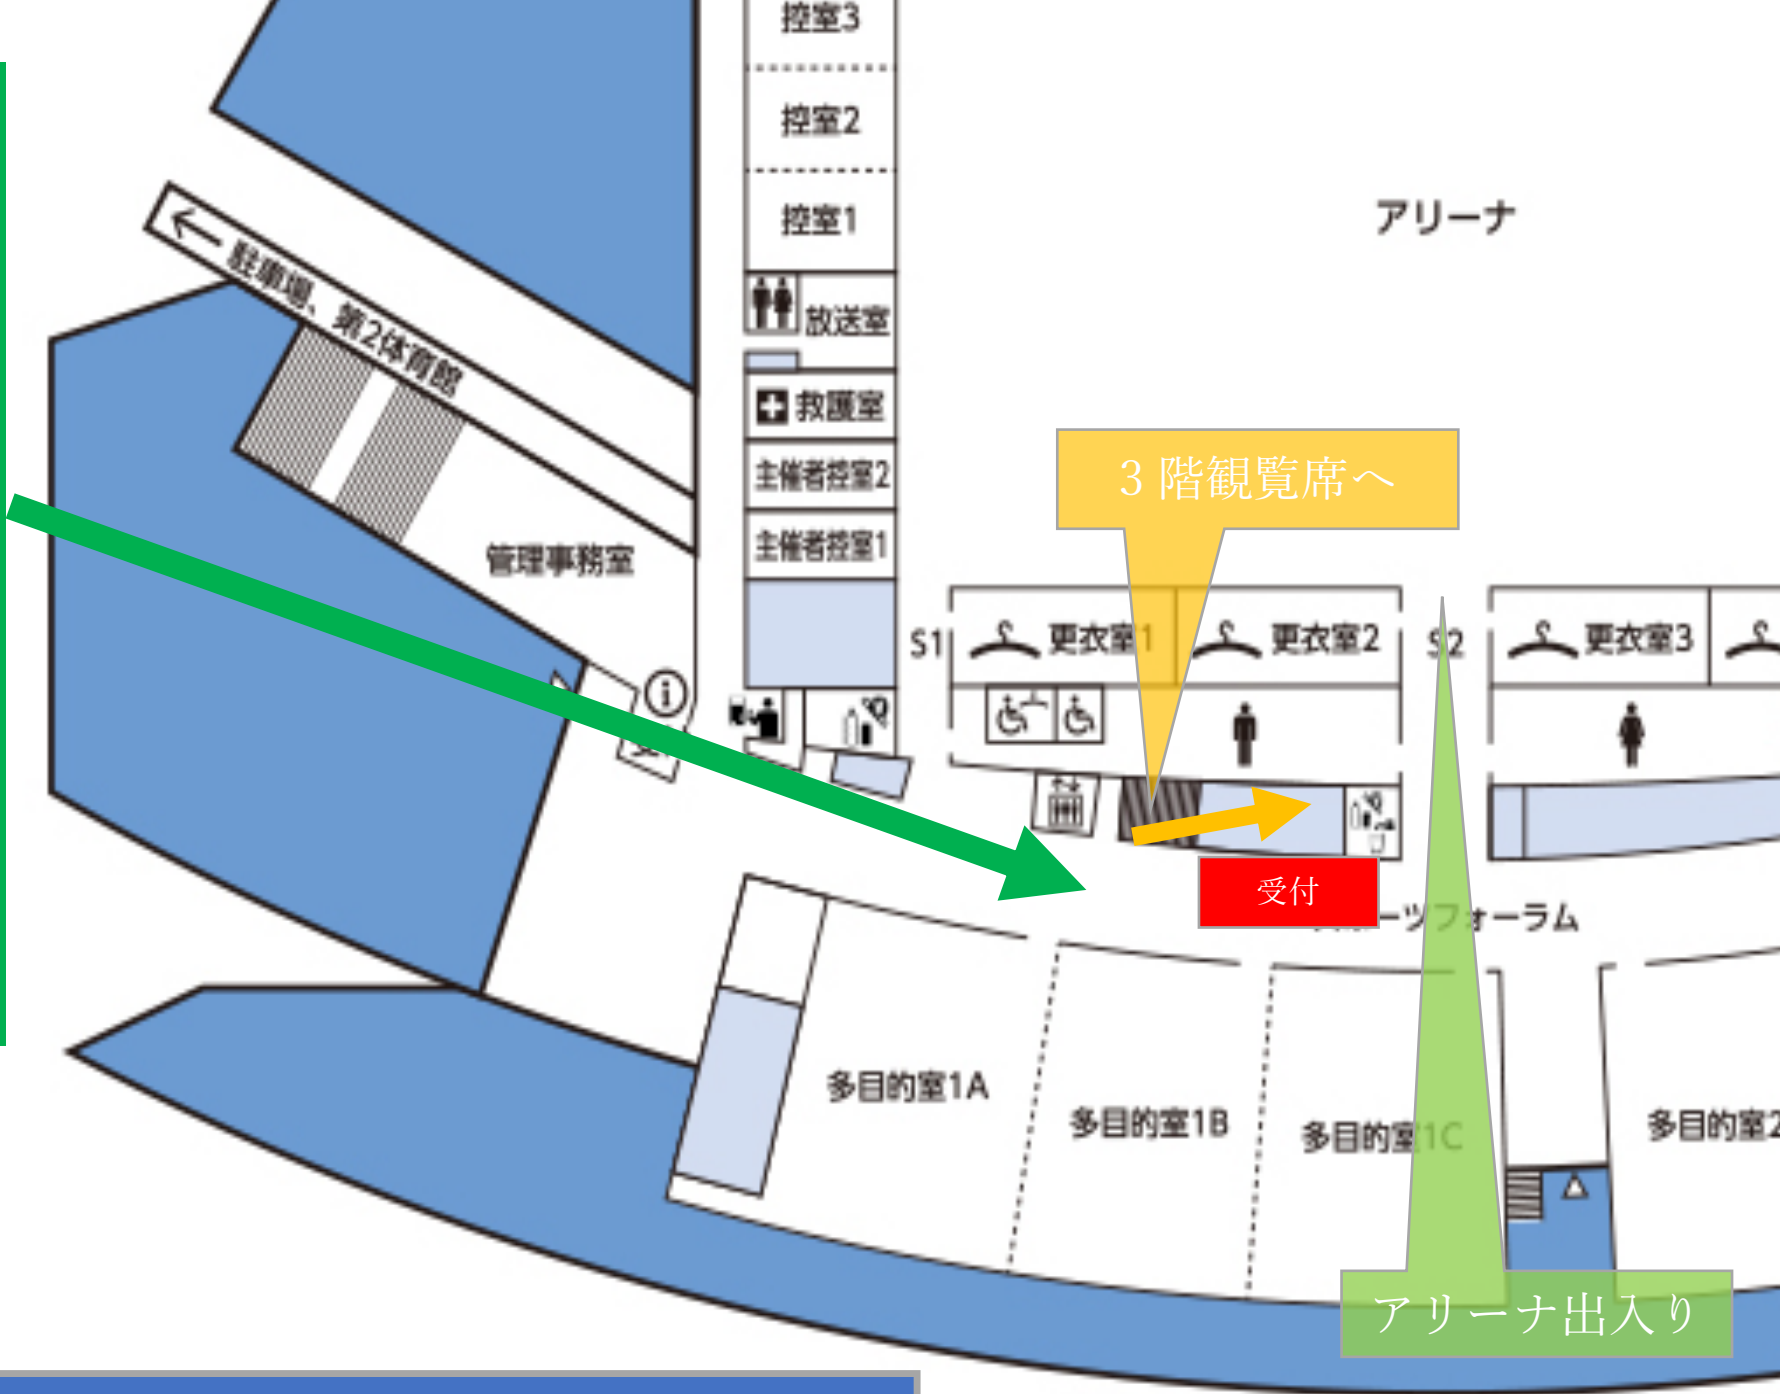 控室3
控室2
控室1
アリーナ
← 駐車場、第2体育館
放送室
救護室
主催者控室2
主催者控室1
3 階観覧席へ
管理事務室
S1
更衣室1
更衣室2
S2
更衣室3
受付
ーツフォーラム
多目的室1A
多目的室1B
多目的室1C
多目的室2
アリーナ出入り